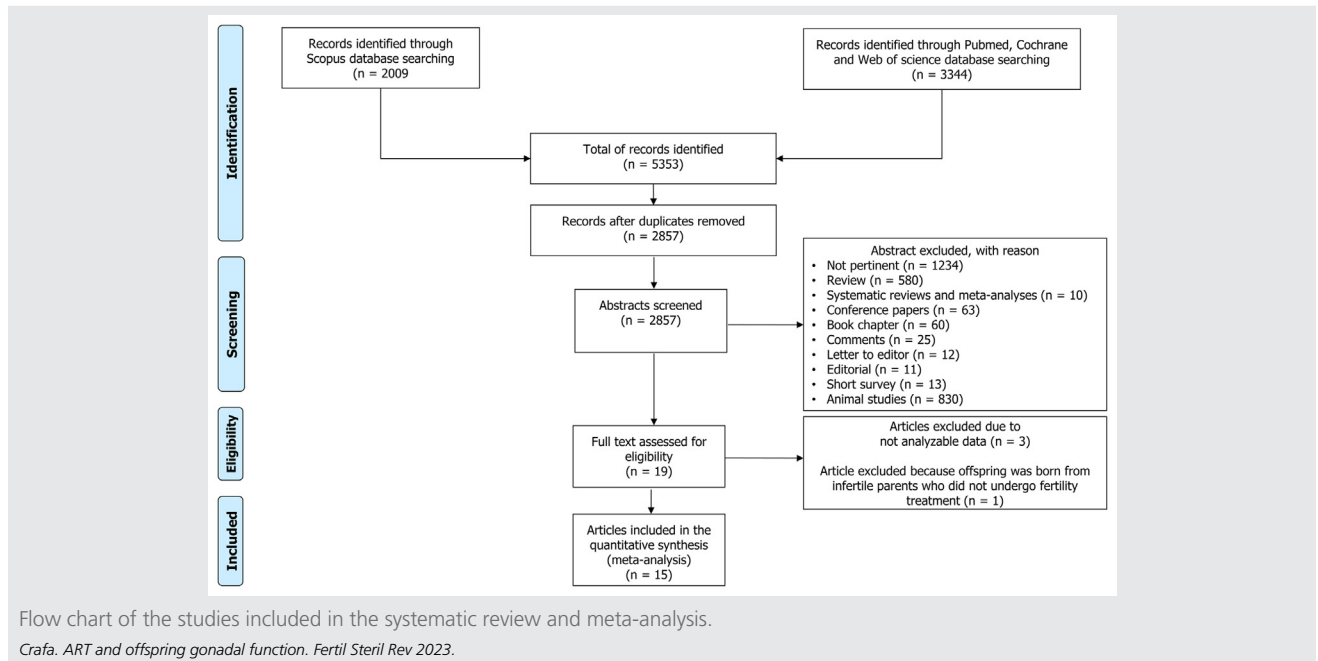 Identification
Records identified through
Scopus database searching
(n = 2009
Records identified through Pubmed, Cochrane
and Web of science database searching
(n = 3344)
Total of records identified
(n = 5353)
Records after duplicates removed
(n = 2857)
Screening
Abstracts screened
(n = 2857)
Abstract excluded, with reason
• Not pertinent (n = 1234)
• Review (n = 580)
• Systematic reviews and meta-analyses (n = 10)
• Conference papers (n = 63)
• Book chapter (n = 60)
• Comments (n = 25)
• Letter to editor (n = 12)
• Editorial (n = 11)
• Short survey (n = 13)
• Animal studies (n = 830)
Eligibility
Full text assessed for
eligibility
(n = 19)
Articles excluded due to
not analyzable data (n = 3)
Article excluded because offspring was born from
infertile parents who did not undergo fertility
treatment (n = 1)
Included
Articles included in the
quantitative synthesis
(meta-analysis)
(n = 15)
Flow chart of the studies included in the systematic review and meta-analysis.
Crafa. ART and offspring gonadal function. Fertil Steril Rev 2023.